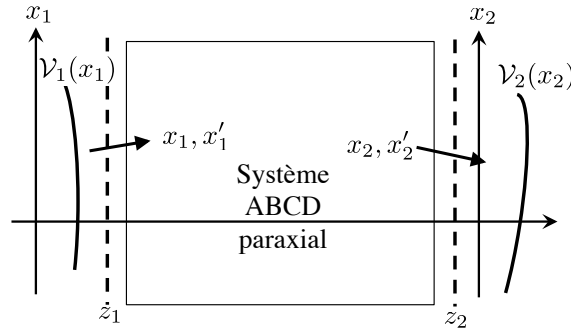 x₁
x₂
𝒱₁(x₁)
𝒱₂(x₂)
x₁, x′₁
x₂, x′₂
Système
ABCD
paraxial
z₁
z₂